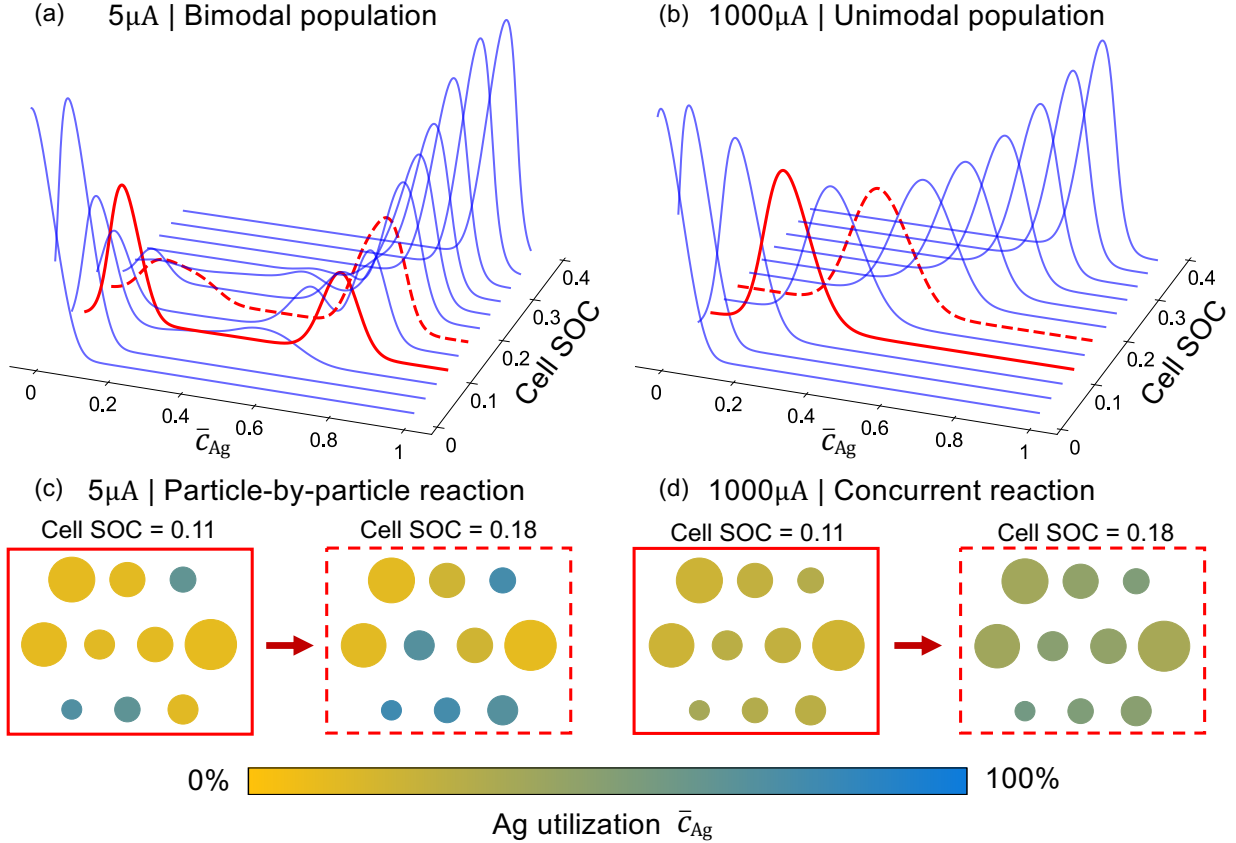 (a) 5μA | Bimodal population
(b) 1000μA | Unimodal population
0 0.2 0.4 0.6 0.8 1
c̅Ag
0 0.1 0.2 0.3 0.4
Cell SOC
0 0.2 0.4 0.6 0.8 1
c̅Ag
0 0.1 0.2 0.3 0.4
Cell SOC
(c) 5μA | Particle-by-particle reaction
Cell SOC = 0.11
Cell SOC = 0.18
(d) 1000μA | Concurrent reaction
Cell SOC = 0.11
Cell SOC = 0.18
0%
100%
Ag utilization c̅Ag